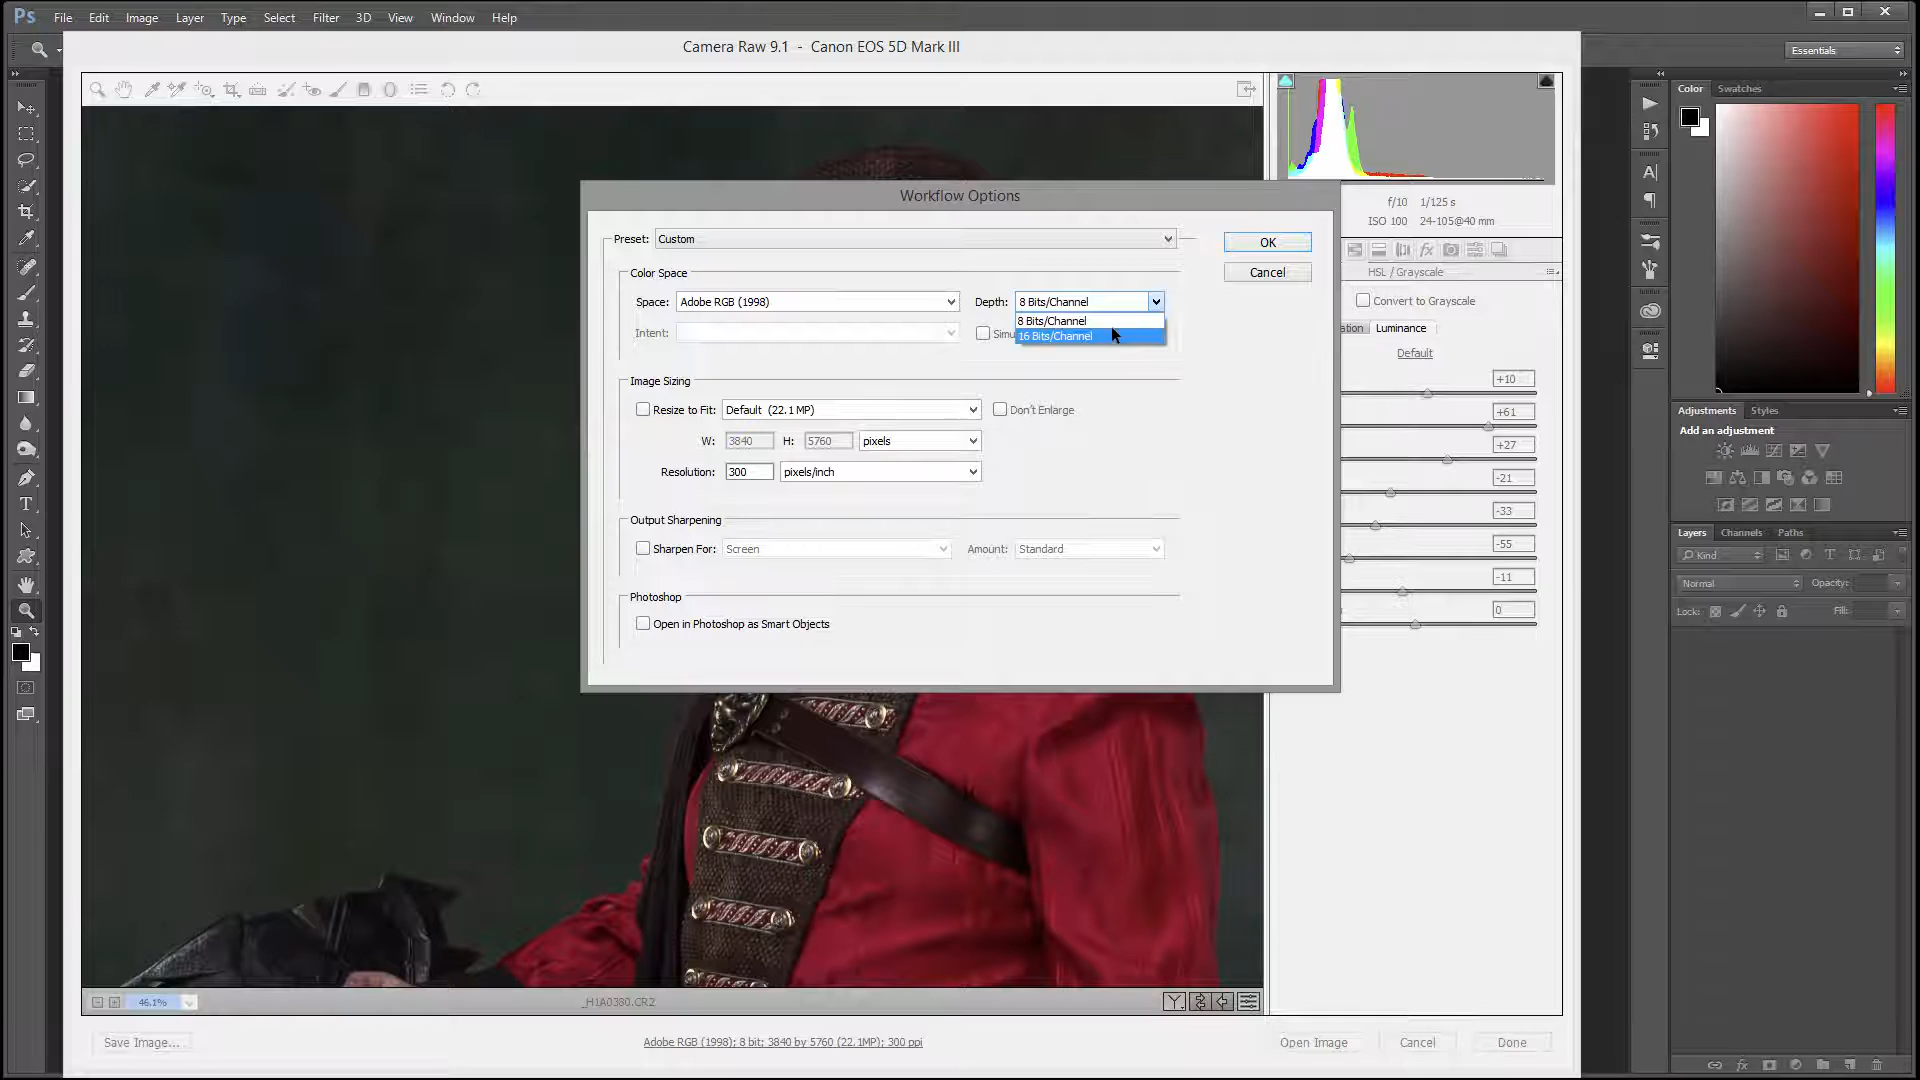 Ps File Edit Image Layer Type Select Filter 3D View Window Help
Camera Raw 9.1 - Canon EOS 5D Mark III
Essentials
Color Swatches
Workflow Options
f/10 1/125 s
ISO 100 24-105@40 mm
Preset: Custom
OK
Color Space
Cancel
HSL / Grayscale
Space: Adobe RGB (1998)
Depth: 8 Bits/Channel
Convert to Grayscale
8 Bits/Channel
Intent:
Simu
16 Bits/Channel
ation Luminance
Default
Image Sizing
+10
Resize to Fit: Default (22.1 MP)
Don't Enlarge
+61
Adjustments Styles
Add an adjustment
W: 3840 H: 5760 pixels
+27
Resolution: 300 pixels/inch
-21
-33
Output Sharpening
Layers Channels Paths
Sharpen For: Screen
Amount: Standard
-55
Kind
-11
Normal Opacity:
Photoshop
0
Lock: Fill:
Open in Photoshop as Smart Objects
46.1%
_H1A0380.CR2
Save Image...
Adobe RGB (1998); 8 bit; 3840 by 5760 (22.1MP); 300 ppi
Open Image Cancel Done